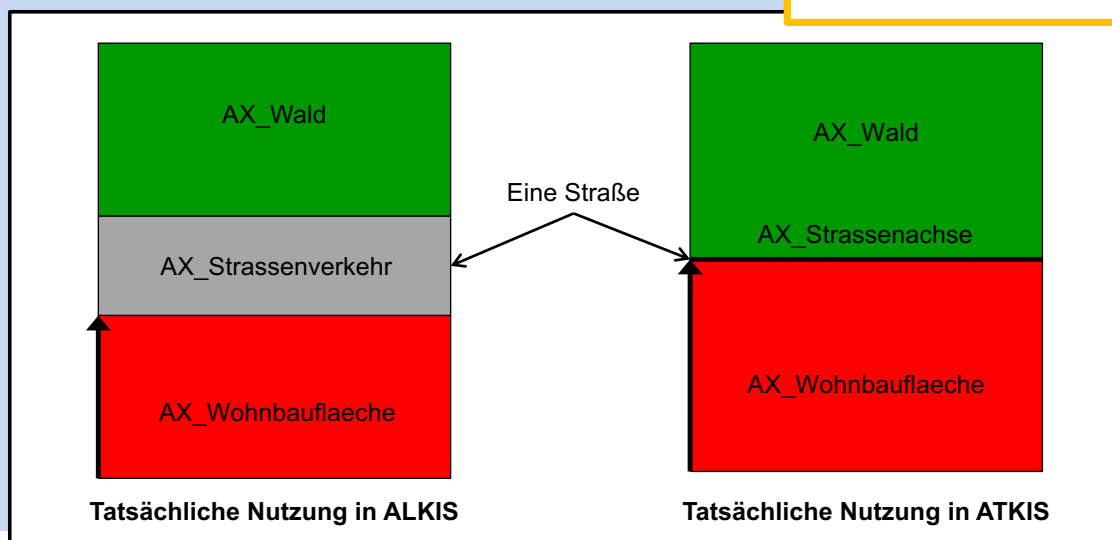 AX_Wald
AX_Wald
Eine Straße
AX_Strassenachse
AX_Strassenverkehr
AX_Wohnbauflaeche
AX_Wohnbauflaeche
Tatsächliche Nutzung in ALKIS
Tatsächliche Nutzung in ATKIS